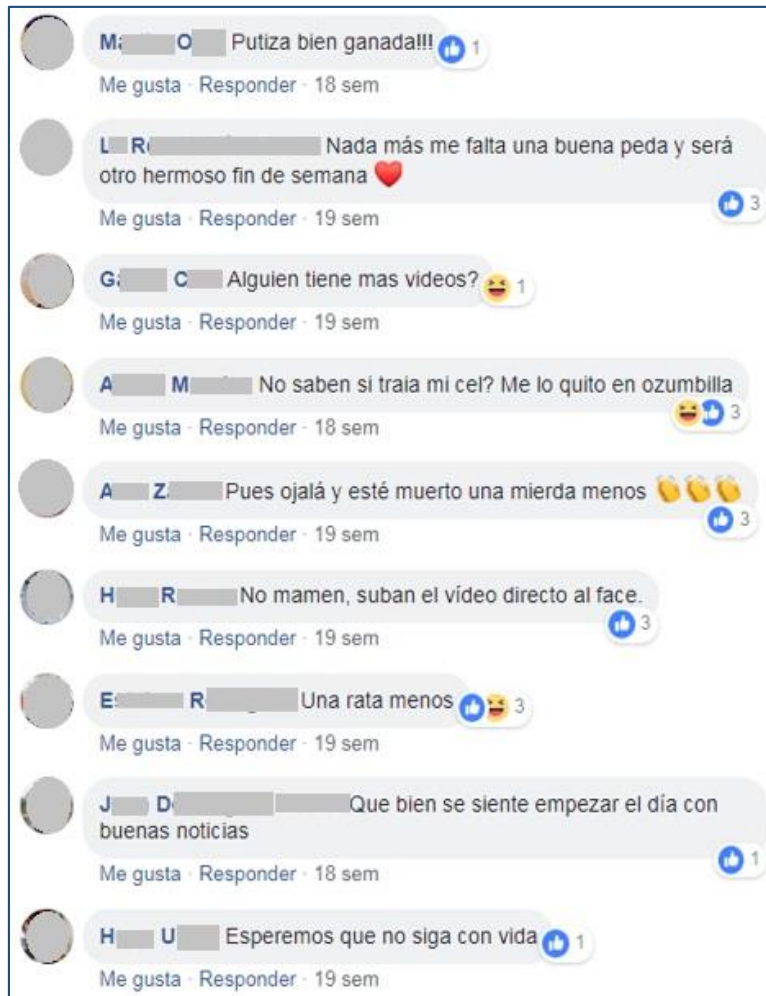 M O Putiza bien ganada!!! 1
Me gusta · Responder · 18 sem
L R Nada más me falta una buena peda y será
otro hermoso fin de semana ❤
3
Me gusta · Responder · 19 sem
G C Alguien tiene mas videos? 😆 1
Me gusta · Responder · 19 sem
A M No saben si traia mi cel? Me lo quito en ozumbilla
😆 3
Me gusta · Responder · 18 sem
A Z Pues ojalá y esté muerto una mierda menos 👏👏👏
3
Me gusta · Responder · 19 sem
H R No mamen, suban el vídeo directo al face.
3
Me gusta · Responder · 19 sem
E R Una rata menos 😆 3
Me gusta · Responder · 19 sem
J D Que bien se siente empezar el día con
buenas noticias
1
Me gusta · Responder · 18 sem
H U Esperemos que no siga con vida 1
Me gusta · Responder · 19 sem